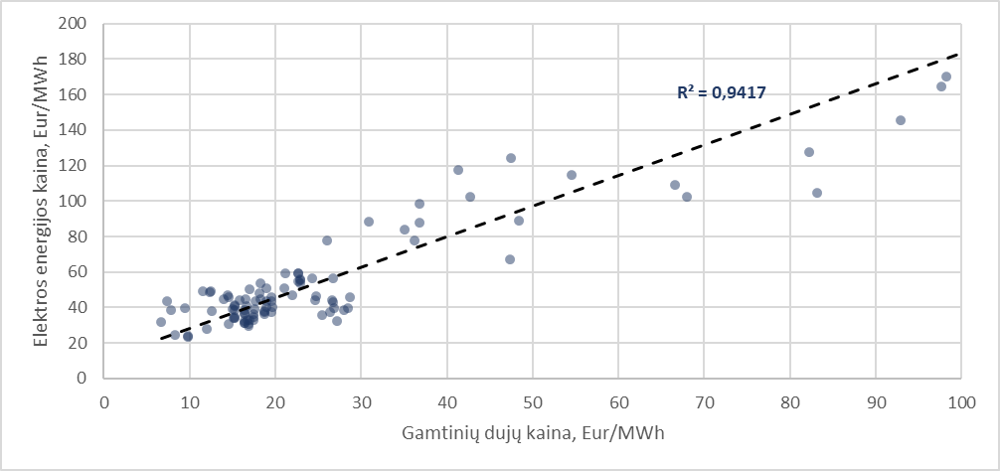 200
180
160
140
120
100
80
60
40
20
0
Elektros energijos kaina, Eur/MWh
R² = 0,9417
0 10 20 30 40 50 60 70 80 90 100
Gamtinių dujų kaina, Eur/MWh